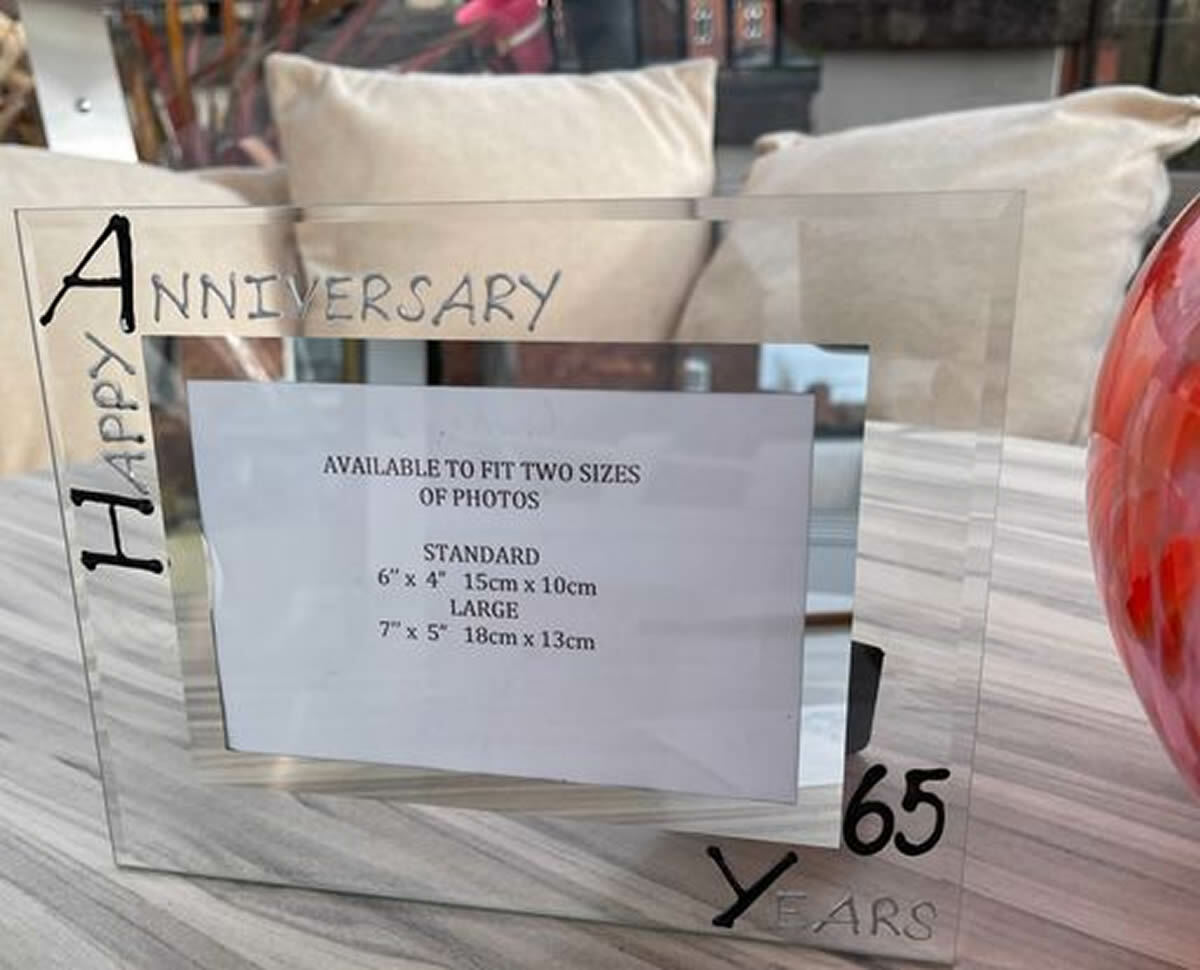 HAPPY
ANNIVERSARY
AVAILABLE TO FIT TWO SIZES
OF PHOTOS
STANDARD
6" x 4" 15cm x 10cm
LARGE
7" x 5" 18cm x 13cm
65
YEARS